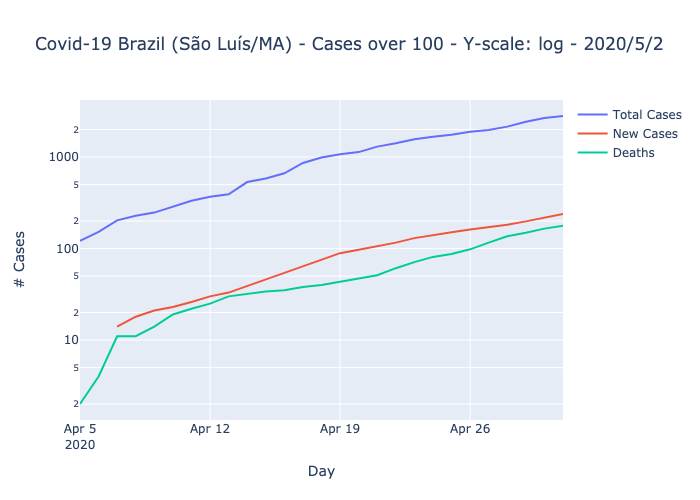 Covid-19 Brazil (São Luís/MA) - Cases over 100 - Y-scale: log - 2020/5/2
Total Cases
New Cases
Deaths
2
1000
5
2
100
5
2
10
5
2
# Cases
Apr 5
2020
Apr 12
Apr 19
Apr 26
Day